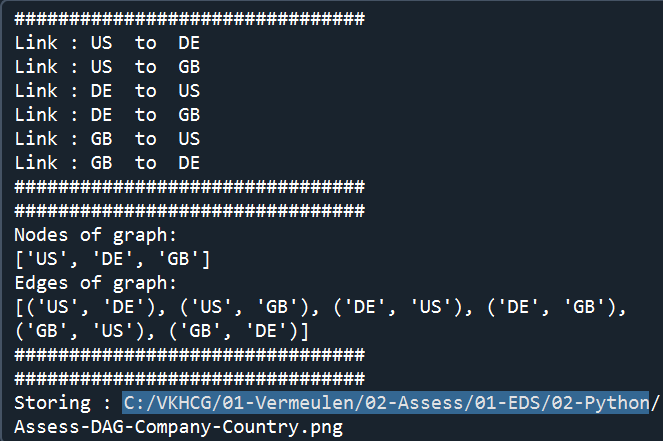 ################################
Link : US  to  DE
Link : US  to  GB
Link : DE  to  US
Link : DE  to  GB
Link : GB  to  US
Link : GB  to  DE
################################
################################
Nodes of graph:
['US', 'DE', 'GB']
Edges of graph:
[('US', 'DE'), ('US', 'GB'), ('DE', 'US'), ('DE', 'GB'),
('GB', 'US'), ('GB', 'DE')]
################################
################################
Storing : C:/VKHCG/01-Vermeulen/02-Assess/01-EDS/02-Python/
Assess-DAG-Company-Country.png